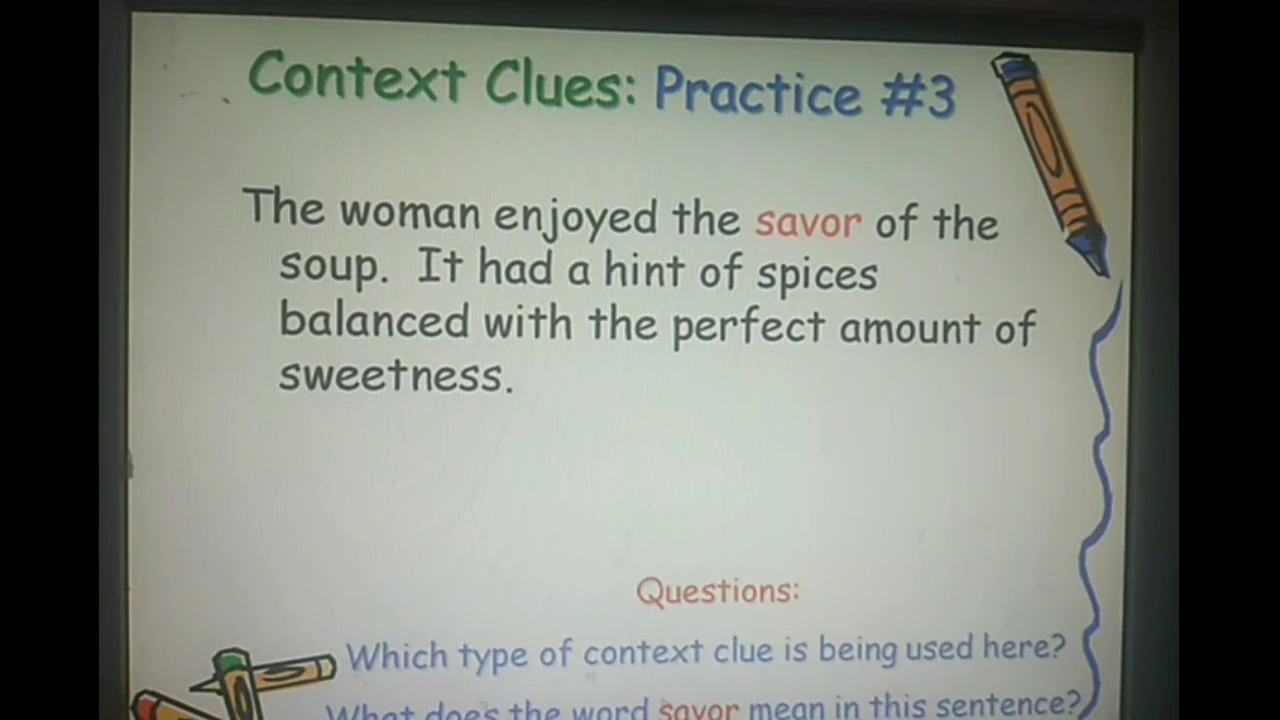 Context Clues: Practice #3
The woman enjoyed the savor of the
soup. It had a hint of spices
balanced with the perfect amount of
sweetness.
Questions:
Which type of context clue is being used here?
What does the word savor mean in this sentence?